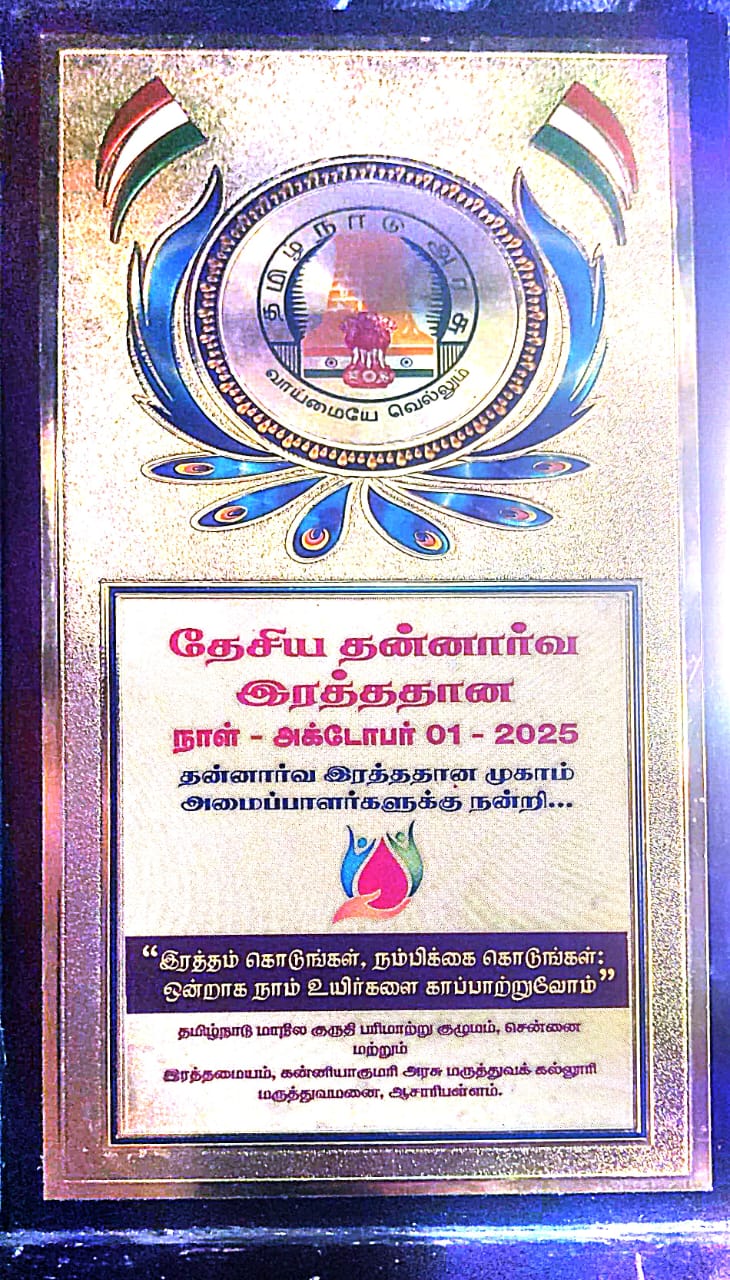 தமிழ்நாடு அரசு
வாய்மையே வெல்லும்
தேசிய தன்னார்வ
இரத்ததான
நாள் - அக்டோபர் 01 - 2025
தன்னார்வ இரத்ததான முகாம்
அமைப்பாளர்களுக்கு நன்றி...
“இரத்தம் கொடுங்கள், நம்பிக்கை கொடுங்கள்:
ஒன்றாக நாம் உயிர்களை காப்பாற்றுவோம்”
தமிழ்நாடு மாநில குருதி பரிமாற்று குழுமம், சென்னை
மற்றும்
இரத்தமையம், கன்னியாகுமரி அரசு மருத்துவக் கல்லூரி
மருத்துவமனை, ஆசாரிபள்ளம்.